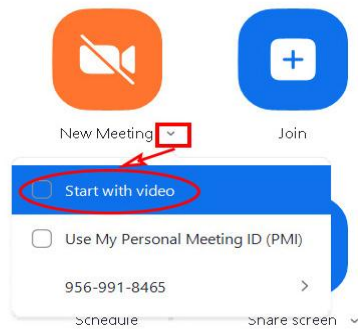 New Meeting
Join
Start with video
Use My Personal Meeting ID (PMI)
956-991-8465
Schedule
Share screen